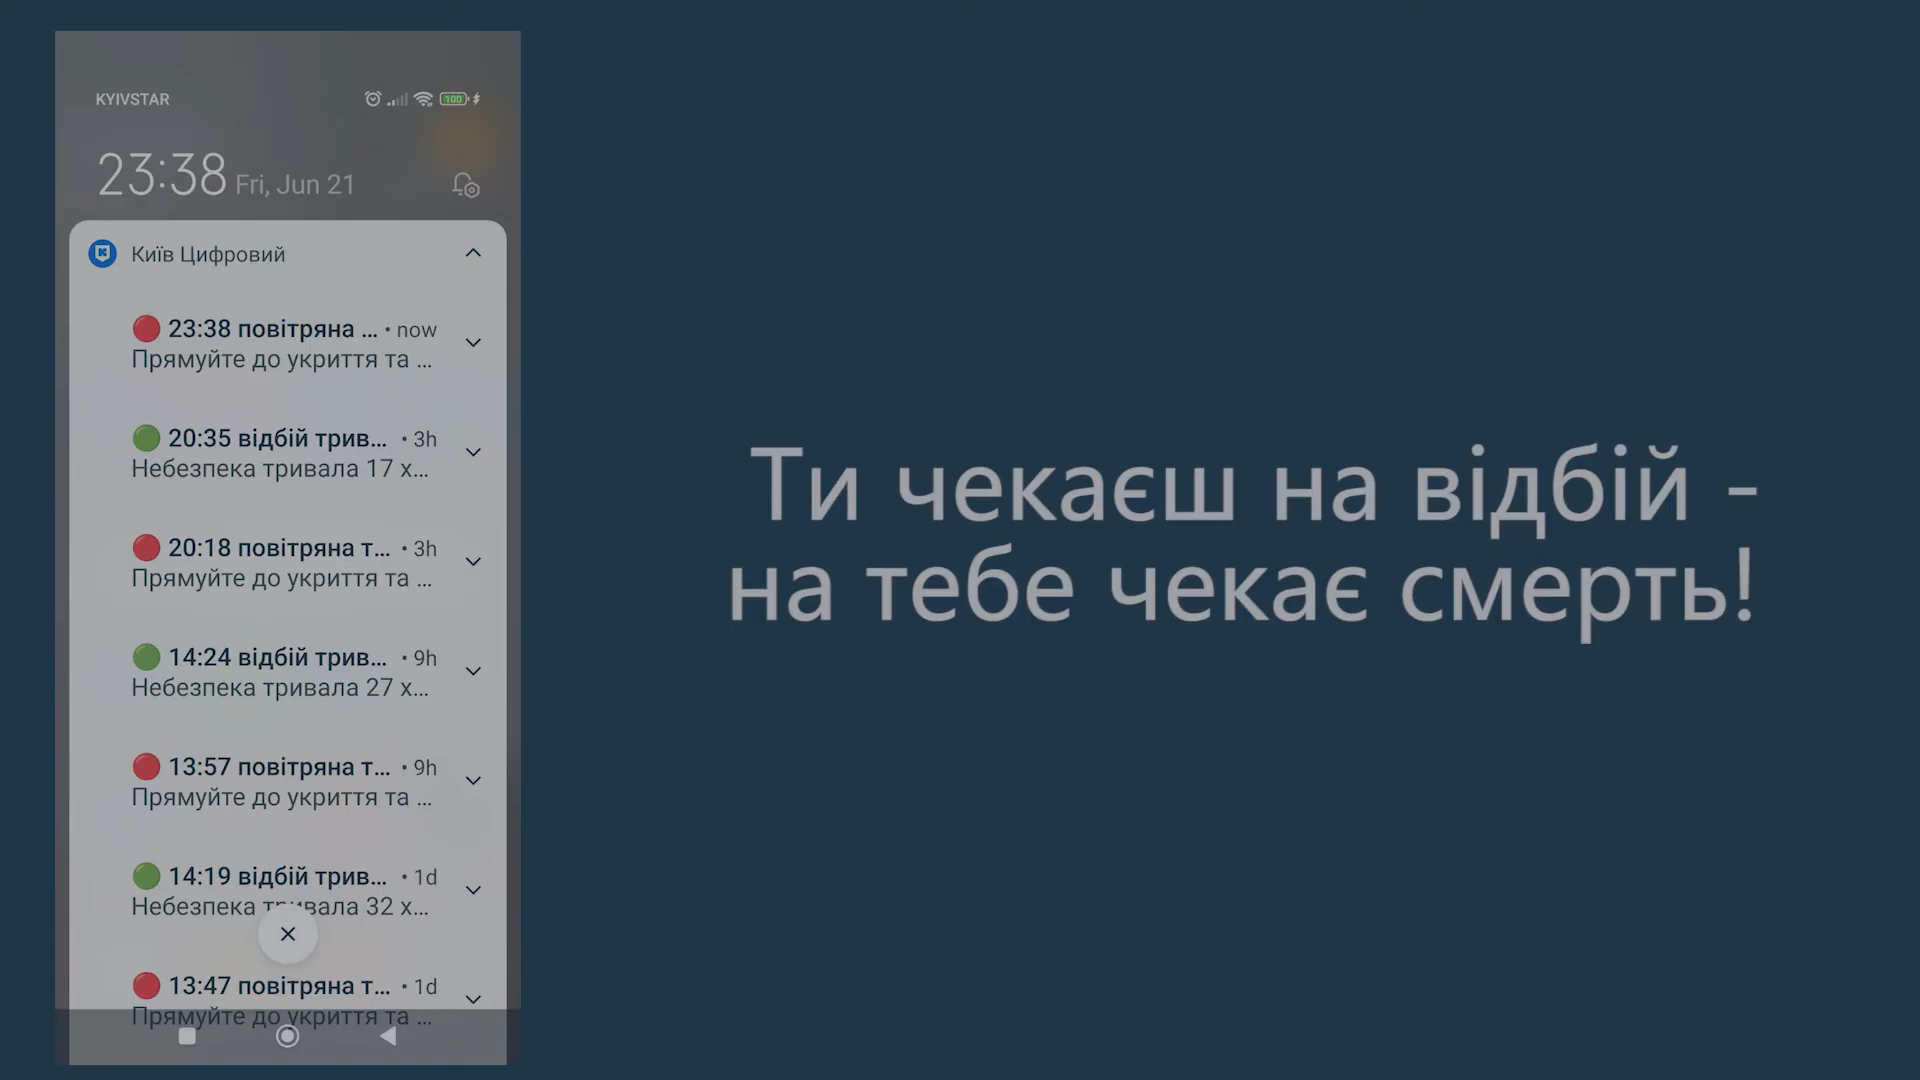 KYIVSTAR
100
23:38 Fri, Jun 21
Київ Цифровий
23:38 повітряна ... • now
Прямуйте до укриття та ...
20:35 відбій трив... • 3h
Небезпека тривала 17 х...
20:18 повітряна т... • 3h
Прямуйте до укриття та ...
14:24 відбій трив... • 9h
Небезпека тривала 27 х...
13:57 повітряна т... • 9h
Прямуйте до укриття та ...
14:19 відбій трив... • 1d
Небезпека тривала 32 х...
13:47 повітряна т... • 1d
Прямуйте до укриття та ...
Ти чекаєш на відбій -
на тебе чекає смерть!